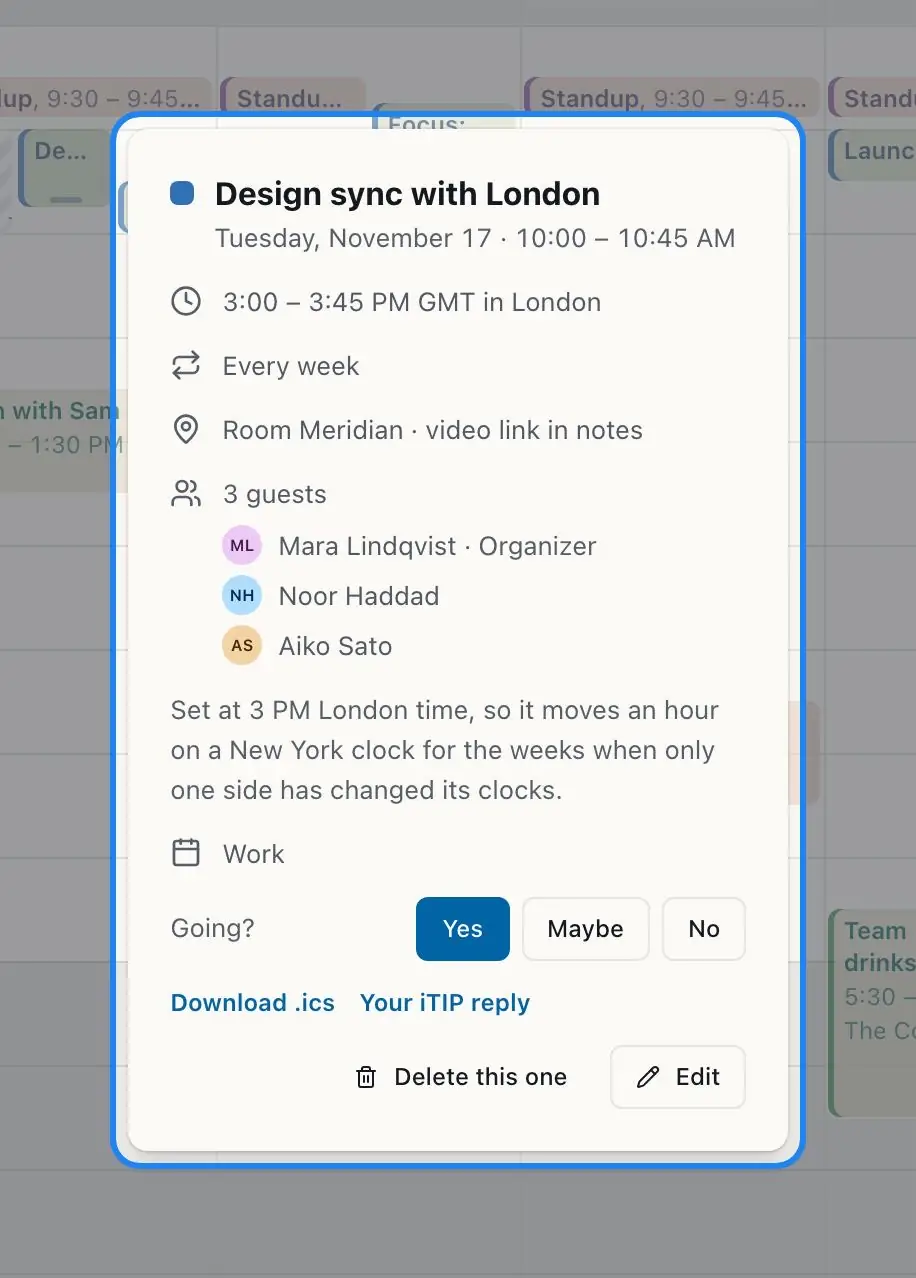 lup, 9:30 – 9:45...
Standu...
Standup, 9:30 – 9:45...
Stand
Focus:
De...
Launc
Design sync with London
Tuesday, November 17 · 10:00 – 10:45 AM
3:00 – 3:45 PM GMT in London
Every week
n with Sam
– 1:30 PM
Room Meridian · video link in notes
3 guests
ML Mara Lindqvist · Organizer
NH Noor Haddad
AS Aiko Sato
Set at 3 PM London time, so it moves an hour
on a New York clock for the weeks when only
one side has changed its clocks.
Work
Going? Yes Maybe No
Team
drinks
5:30 –
The Co
Download .ics Your iTIP reply
Delete this one Edit